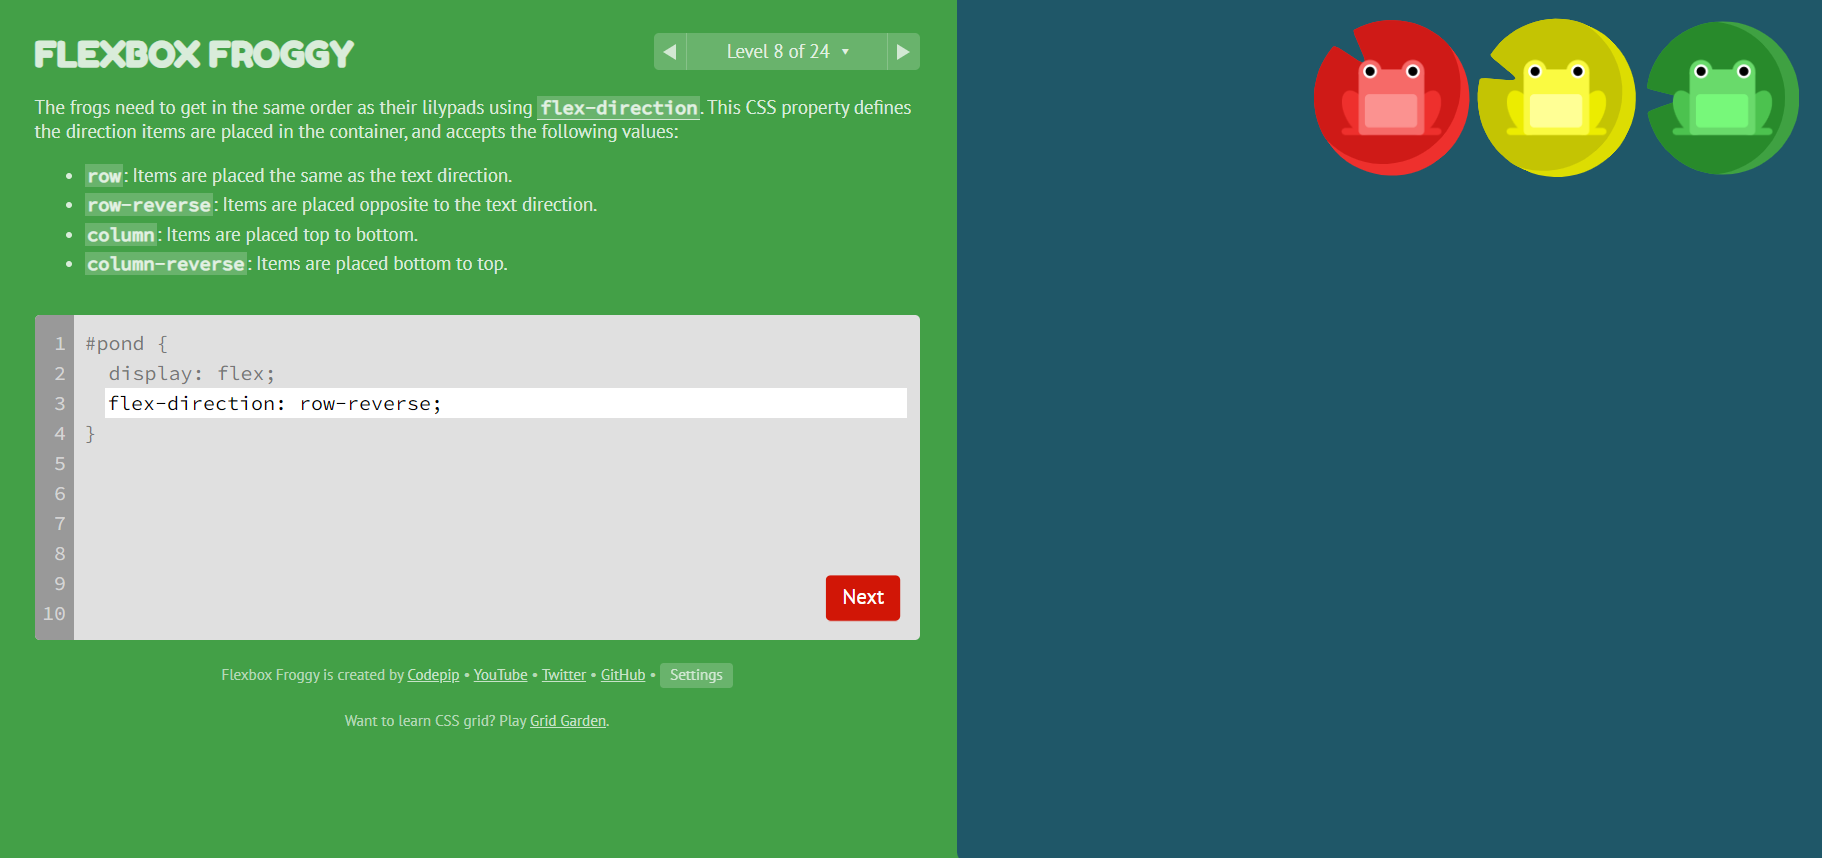 FLEXBOX FROGGY
◀ Level 8 of 24 ▾ ▶
The frogs need to get in the same order as their lilypads using flex-direction. This CSS property defines
the direction items are placed in the container, and accepts the following values:
• row: Items are placed the same as the text direction.
• row-reverse: Items are placed opposite to the text direction.
• column: Items are placed top to bottom.
• column-reverse: Items are placed bottom to top.
1 #pond {
2 display: flex;
3 flex-direction: row-reverse;
4 }
5
6
7
8
9
10
Next
Flexbox Froggy is created by Codepip • YouTube • Twitter • GitHub • Settings
Want to learn CSS grid? Play Grid Garden.